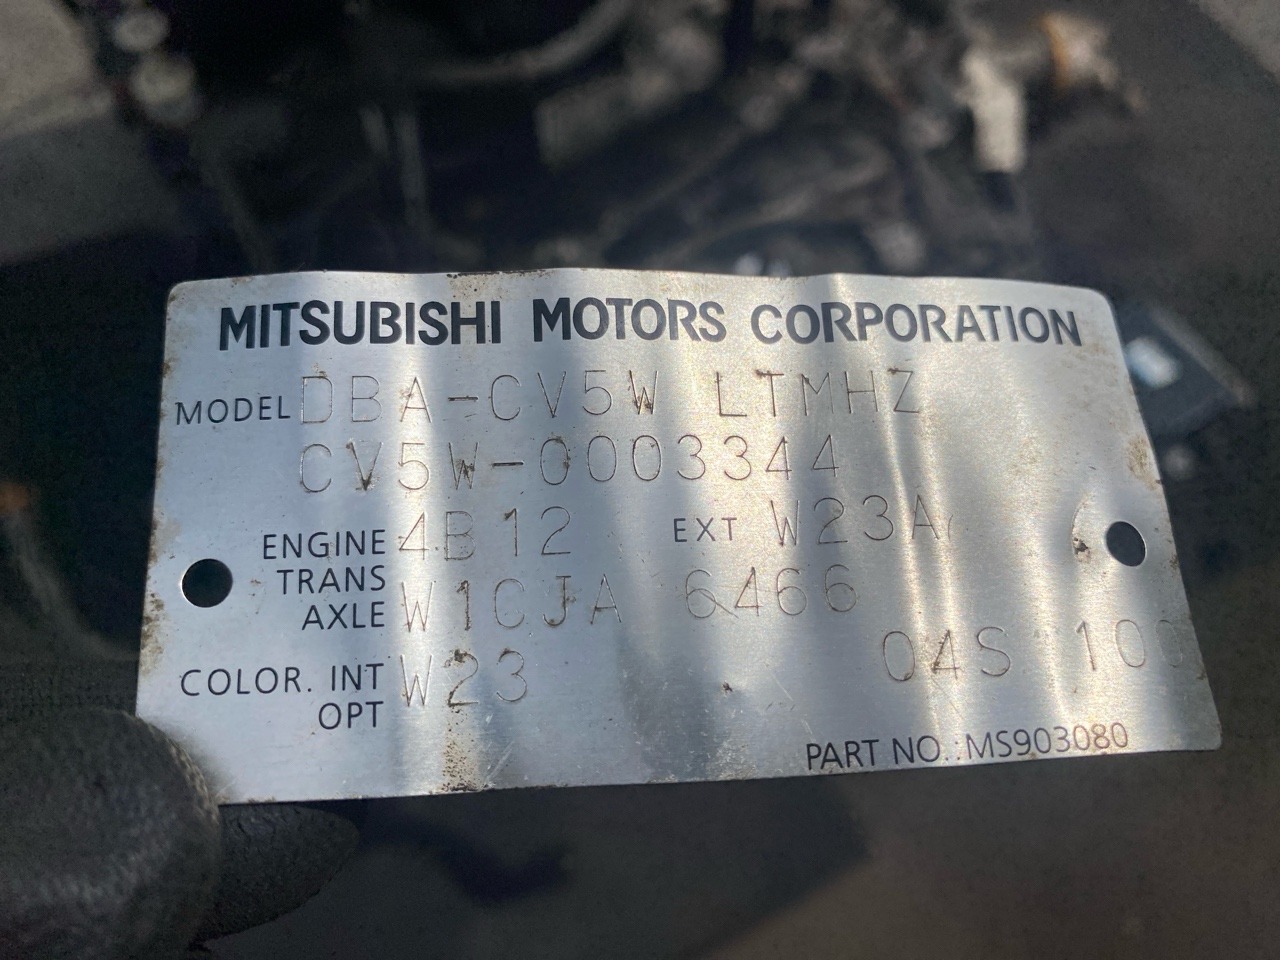 MITSUBISHI MOTORS CORPORATION
MODEL DBA-CV5W LTMHZ
CV5W-0003344
ENGINE 4B12 EXT W23A
TRANS
AXLE W1CJA 6466
COLOR. INT W23 04S 100
OPT
PART NO. MS903080